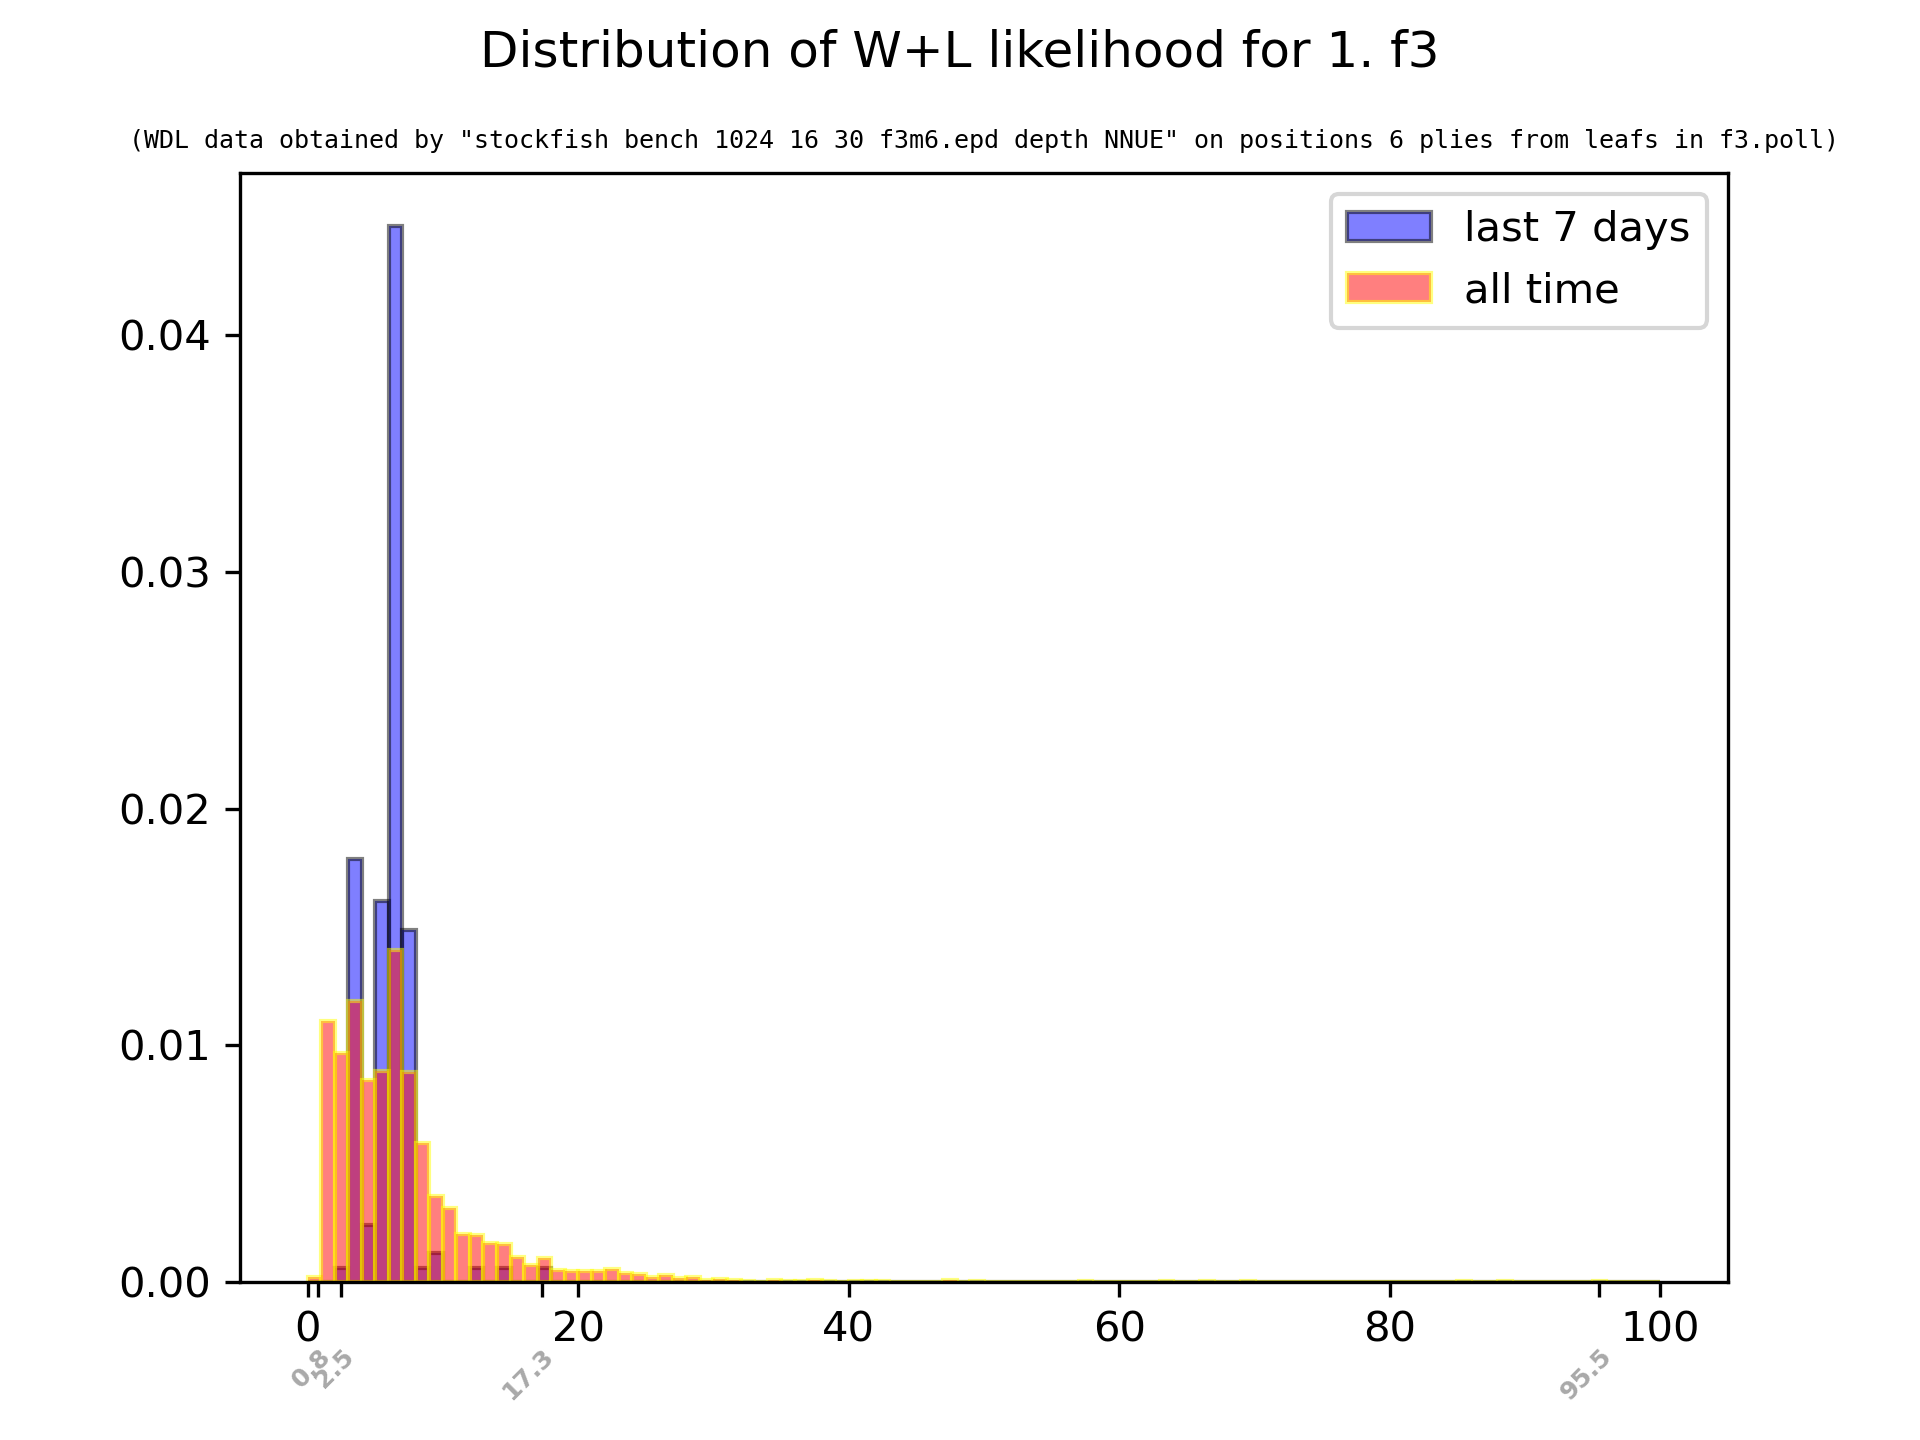 Distribution of W+L likelihood for 1. f3
(WDL data obtained by "stockfish bench 1024 16 30 f3m6.epd depth NNUE" on positions 6 plies from leafs in f3.poll)
last 7 days
all time
0.04
0.03
0.02
0.01
0.00
0 20 40 60 80 100
0.8 2.5 17.3 95.5